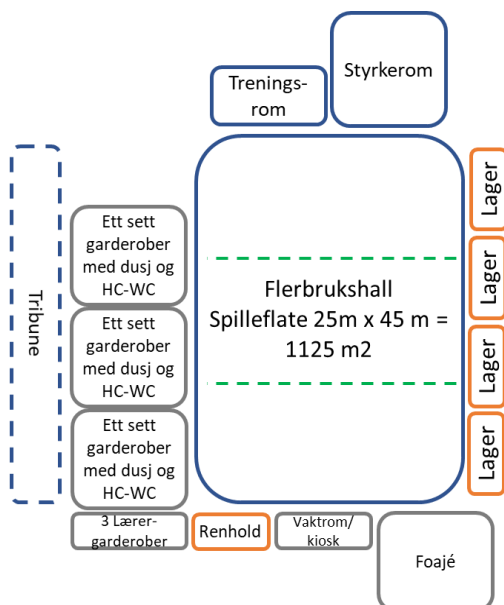 Styrkerom
Trenings-
rom
Lager
Lager
Lager
Lager
Tribune
Ett sett
garderober
med dusj og
HC-WC
Ett sett
garderober
med dusj og
HC-WC
Ett sett
garderober
med dusj og
HC-WC
Flerbrukshall
Spilleflate 25m x 45 m =
1125 m2
3 Lærer-
garderober
Renhold
Vaktrom/
kiosk
Foajé